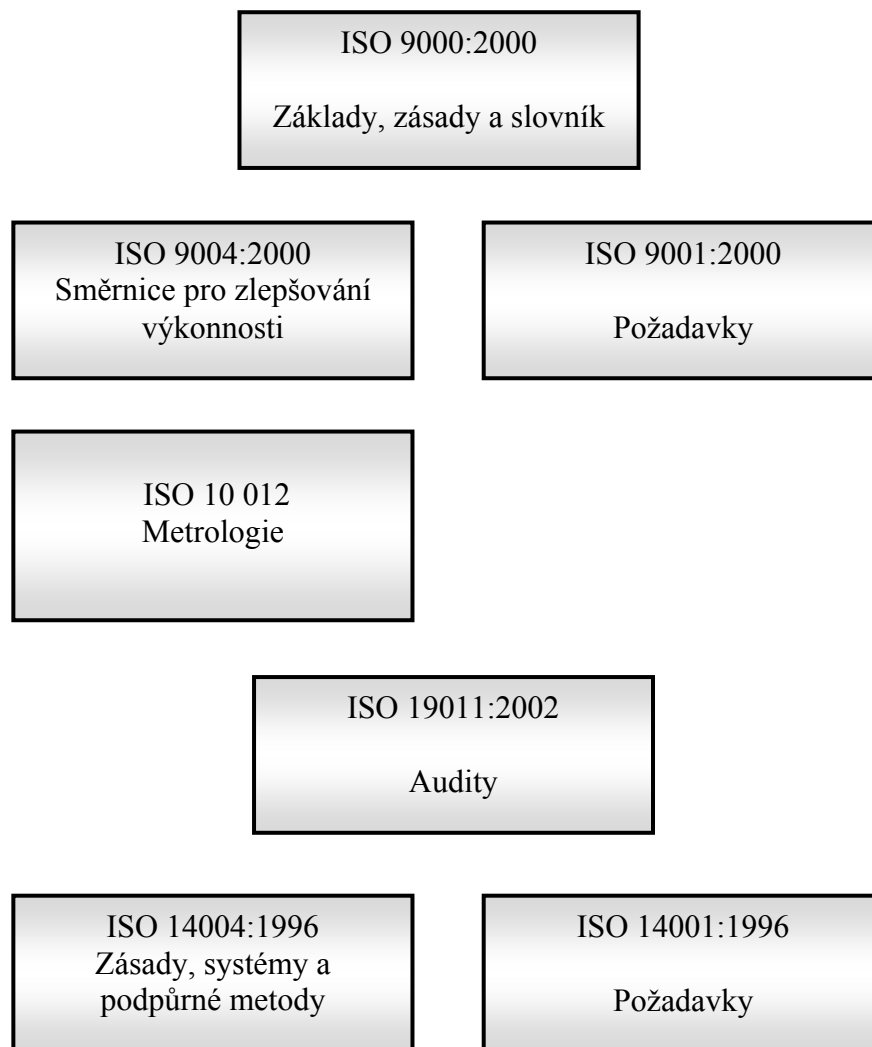 ISO 9000:2000
Základy, zásady a slovník
ISO 9004:2000
Směrnice pro zlepšování
výkonnosti
ISO 9001:2000
Požadavky
ISO 10 012
Metrologie
ISO 19011:2002
Audity
ISO 14004:1996
Zásady, systémy a
podpůrné metody
ISO 14001:1996
Požadavky